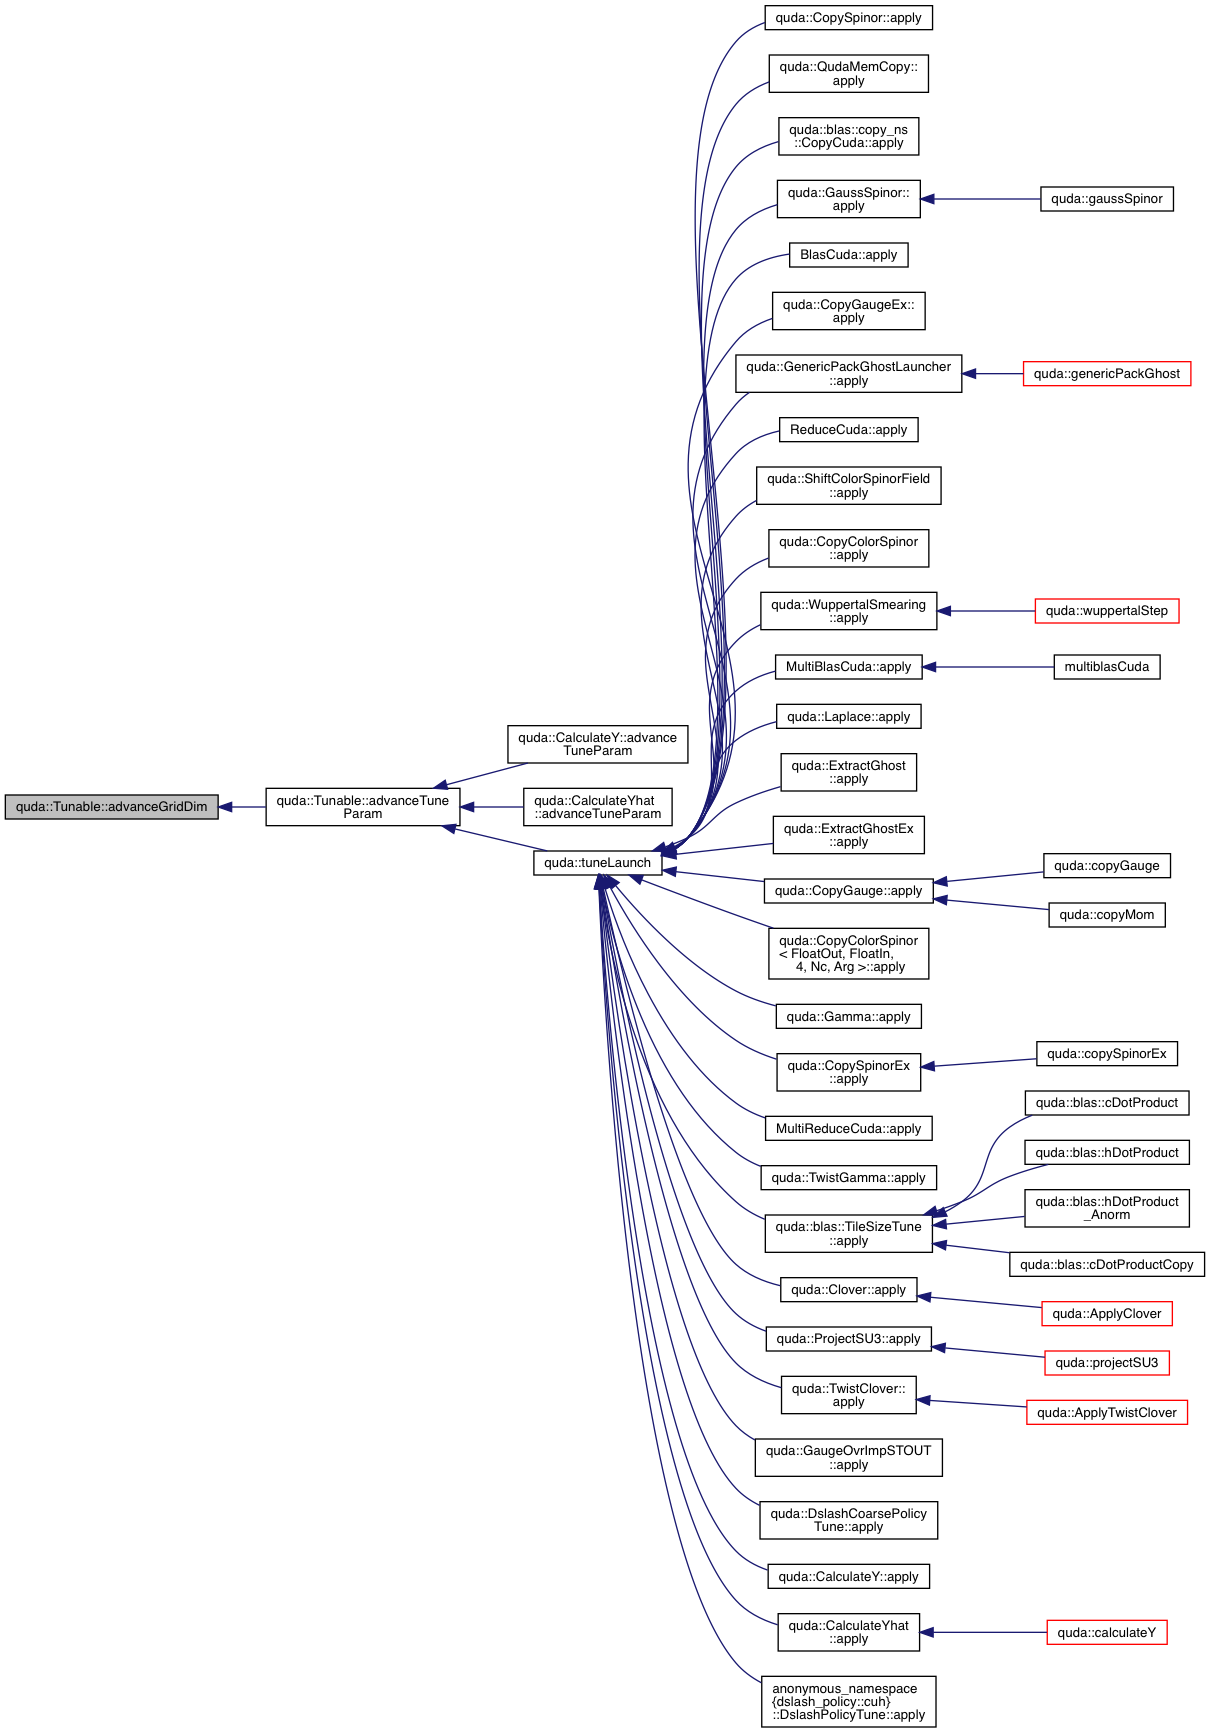 quda::CopySpinor::apply
quda::QudaMemCopy::
apply
quda::blas::copy_ns
::CopyCuda::apply
quda::GaussSpinor::
apply
quda::gaussSpinor
BlasCuda::apply
quda::CopyGaugeEx::
apply
quda::GenericPackGhostLauncher
::apply
quda::genericPackGhost
ReduceCuda::apply
quda::ShiftColorSpinorField
::apply
quda::CopyColorSpinor
::apply
quda::WuppertalSmearing
::apply
quda::wuppertalStep
MultiBlasCuda::apply
multiblasCuda
quda::Laplace::apply
quda::CalculateY::advance
TuneParam
quda::ExtractGhost
::apply
quda::Tunable::advanceGridDim
quda::Tunable::advanceTune
Param
quda::CalculateYhat
::advanceTuneParam
quda::ExtractGhostEx
::apply
quda::tuneLaunch
quda::CopyGauge::apply
quda::copyGauge
quda::copyMom
quda::CopyColorSpinor
< FloatOut, FloatIn,
4, Nc, Arg >::apply
quda::Gamma::apply
quda::CopySpinorEx
::apply
quda::copySpinorEx
MultiReduceCuda::apply
quda::TwistGamma::apply
quda::blas::TileSizeTune
::apply
quda::blas::cDotProduct
quda::blas::hDotProduct
quda::blas::hDotProduct
_Anorm
quda::blas::cDotProductCopy
quda::Clover::apply
quda::ApplyClover
quda::ProjectSU3::apply
quda::projectSU3
quda::TwistClover::
apply
quda::ApplyTwistClover
quda::GaugeOvrImpSTOUT
::apply
quda::DslashCoarsePolicy
Tune::apply
quda::CalculateY::apply
quda::CalculateYhat
::apply
quda::calculateY
anonymous_namespace
{dslash_policy::cuh}
::DslashPolicyTune::apply